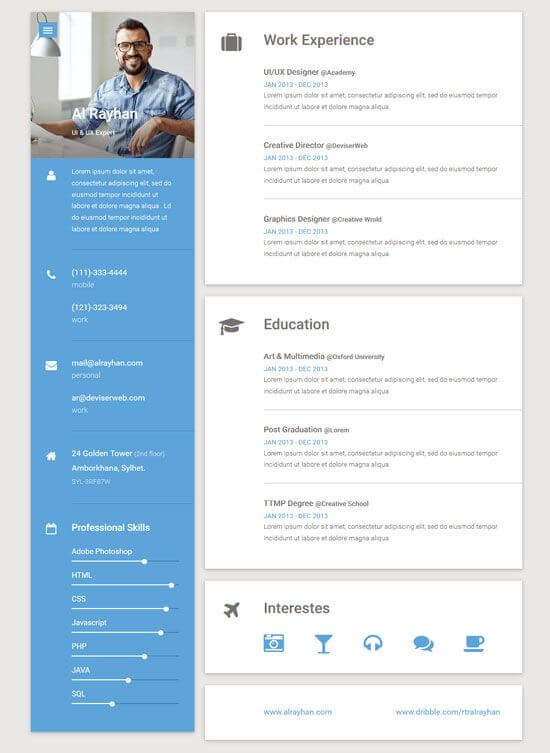 Al Rayhan
UI & UX Expert
Lorem ipsum dolor sit amet,
consectetur adipiscing elit, sed do
eiusmod tempor incididunt ut
labore et dolore magna aliqua . Ld
do eiusmod tempor incididunt ut
labore et dolore magna aliqua
(111)-333-4444
mobile
(121)-323-3494
work
mail@alrayhan.com
personal
ar@deviserweb.com
work
24 Golden Tower (2nd floor)
Amborkhana, Sylhet.
SYL-3RF87W
Professional Skills
Adobe Photoshop
HTML
CSS
Javascript
PHP
JAVA
SQL
Work Experience
UI/UX Designer @Academy
JAN 2013 - DEC 2013
Lorem ipsum dolor sit amet, consectetur adipiscing elit, sed do eiusmod tempor
incididunt ut labore et dolore magna aliqua.
Creative Director @DeviserWeb
JAN 2013 - DEC 2013
Lorem ipsum dolor sit amet, consectetur adipiscing elit, sed do eiusmod tempor
incididunt ut labore et dolore magna aliqua.
Graphics Designer @Creative Wrold
JAN 2013 - DEC 2013
Lorem ipsum dolor sit amet, consectetur adipiscing elit, sed do eiusmod tempor
incididunt ut labore et dolore magna aliqua.
Education
Art & Multimedia @Oxford University
JAN 2013 - DEC 2013
Lorem ipsum dolor sit amet, consectetur adipiscing elit, sed do eiusmod tempor
incididunt ut labore et dolore magna aliqua.
Post Graduation @Lorem
JAN 2013 - DEC 2013
Lorem ipsum dolor sit amet, consectetur adipiscing elit, sed do eiusmod tempor
incididunt ut labore et dolore magna aliqua.
TTMP Degree @Creative School
JAN 2013 - DEC 2013
Lorem ipsum dolor sit amet, consectetur adipiscing elit, sed do eiusmod tempor
incididunt ut labore et dolore magna aliqua.
Interestes
www.alrayhan.com
www.dribble.com/rtralrayhan